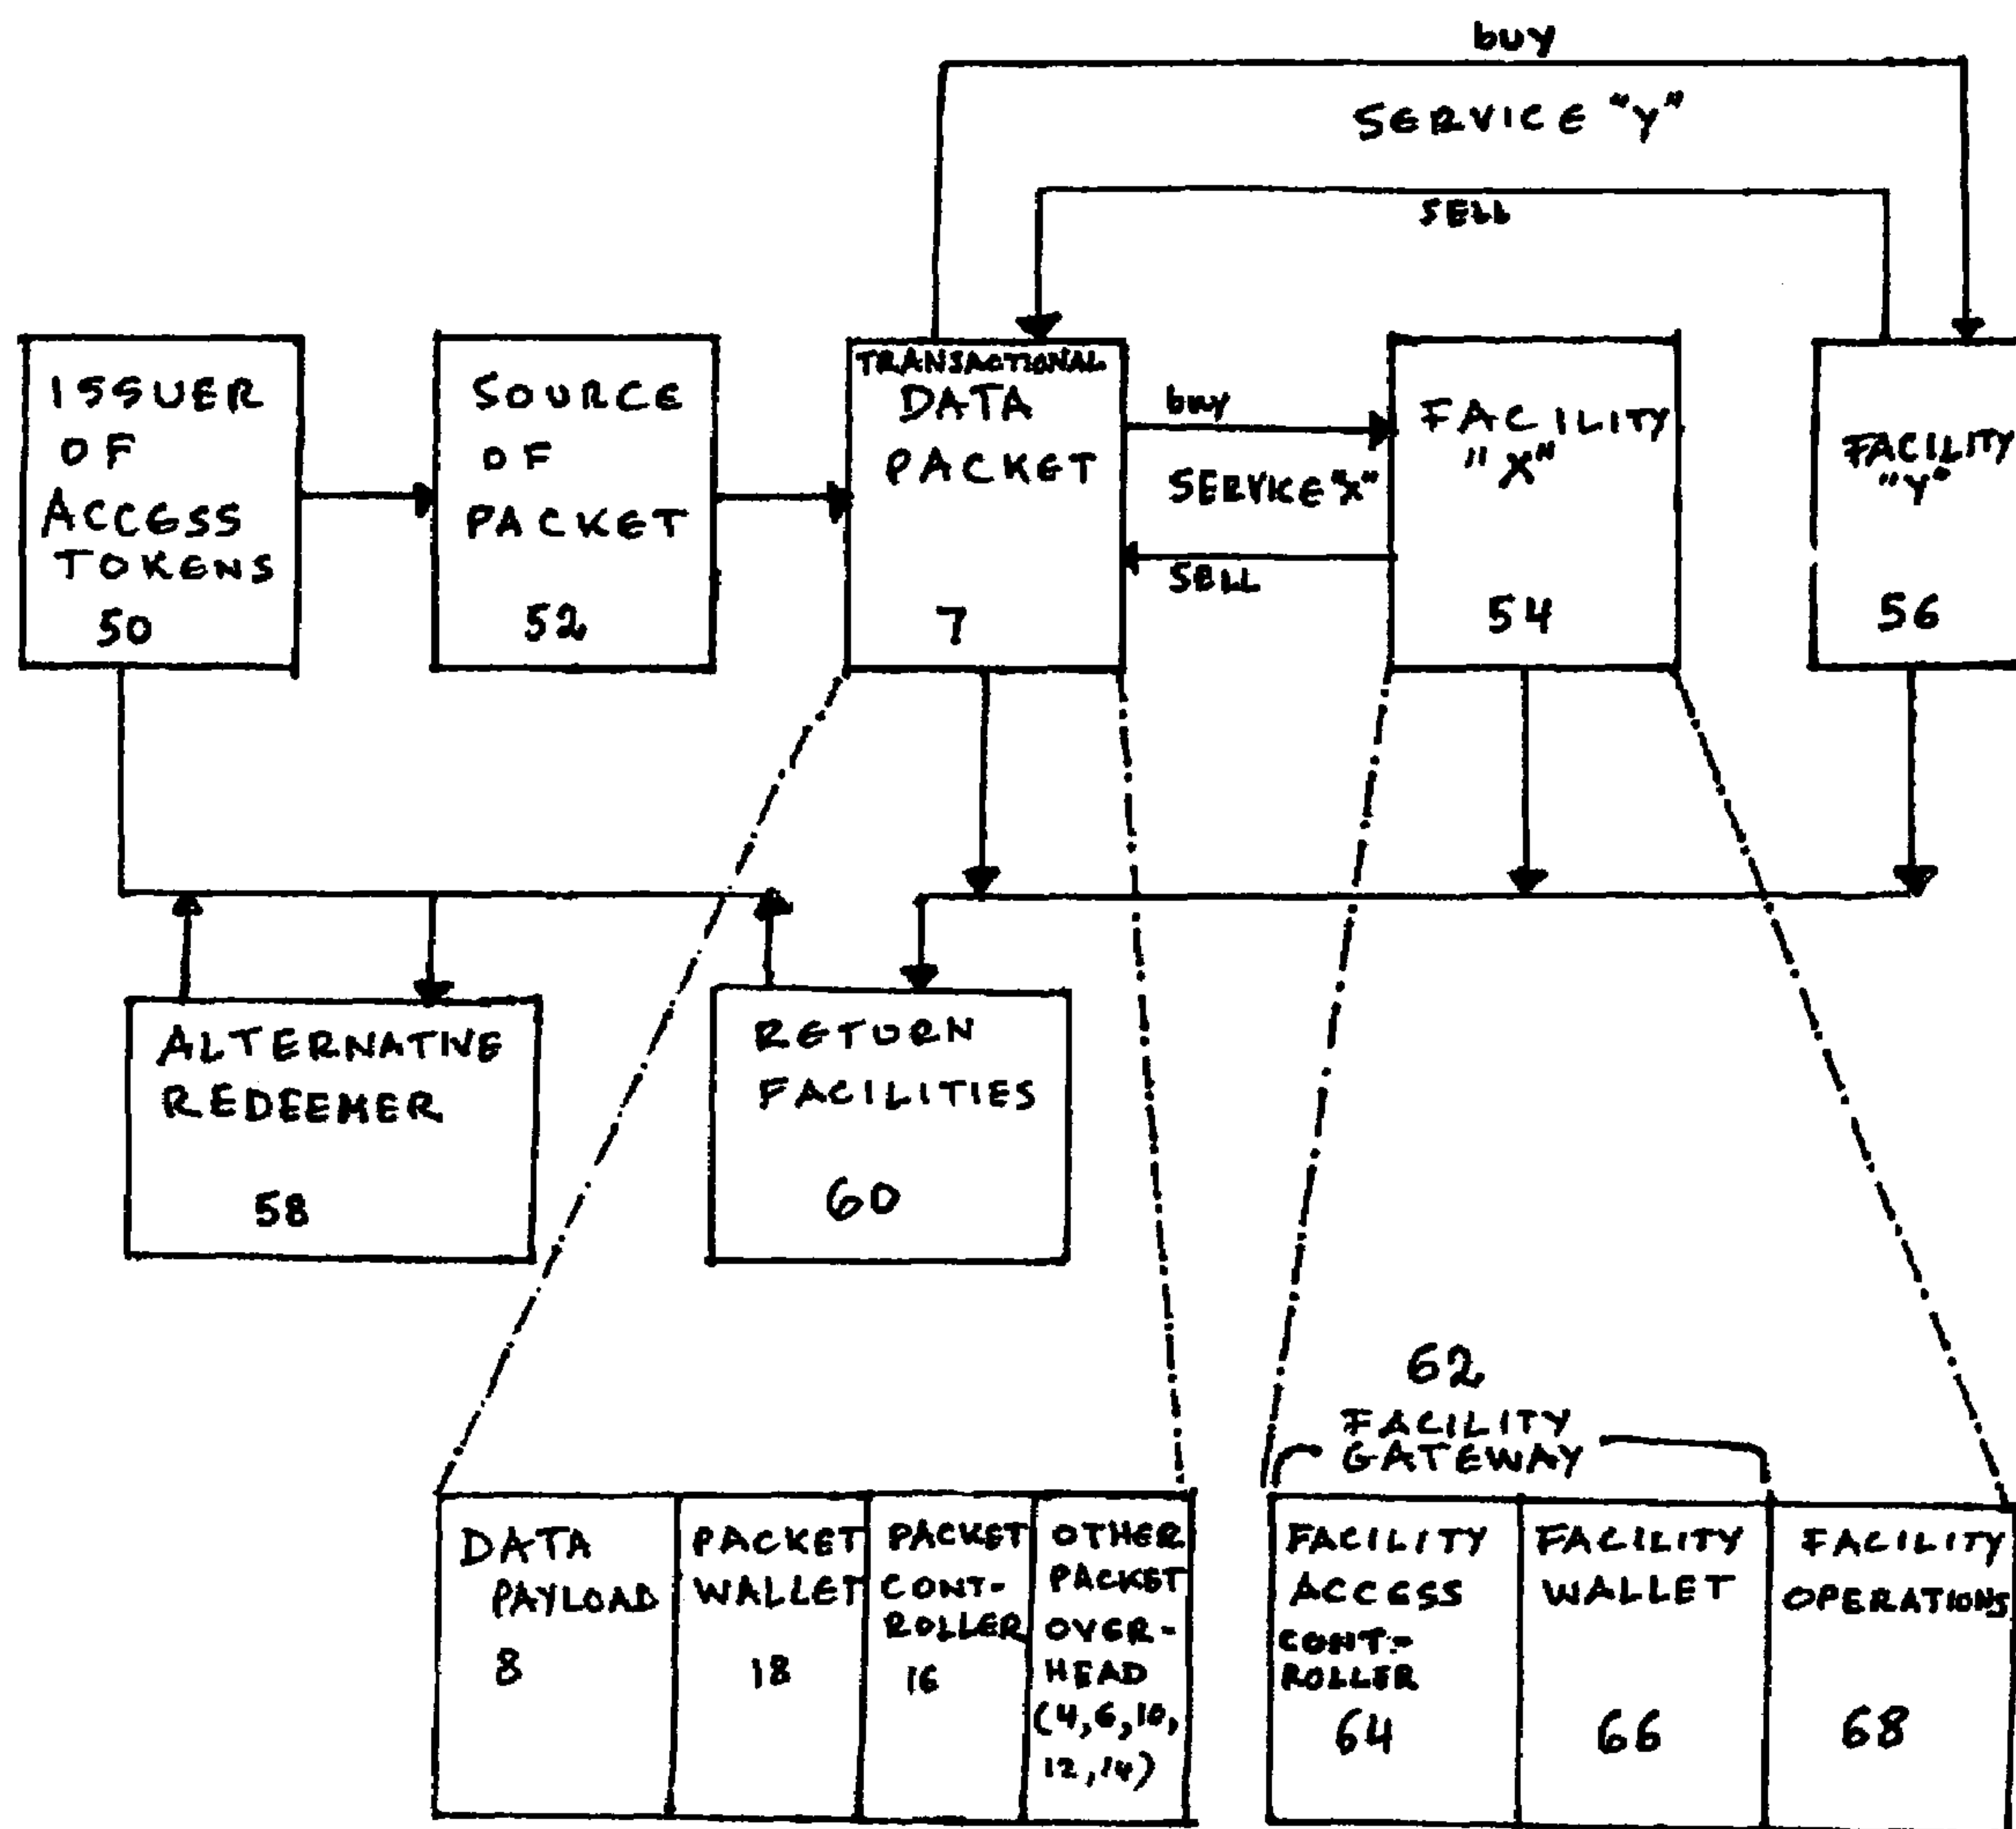 buy
SERVICE "Y"
SELL
ISSUER
OF
ACCESS
TOKENS
50
SOURCE
OF
PACKET
52
TRANSACTIONAL
DATA
PACKET
7
buy
SERVICE "X"
SELL
FACILITY
"X"
54
FACILITY
"Y"
56
ALTERNATIVE
REDEEMER
58
RETURN
FACILITIES
60
62
FACILITY
GATEWAY
DATA
PAYLOAD
8
PACKET
WALLET
18
PACKET
CONT-
ROLLER
16
OTHER
PACKET
OVER-
HEAD
(4,6,10,
12,14)
FACILITY
ACCESS
CONT-
ROLLER
64
FACILITY
WALLET
66
FACILITY
OPERATIONS
68